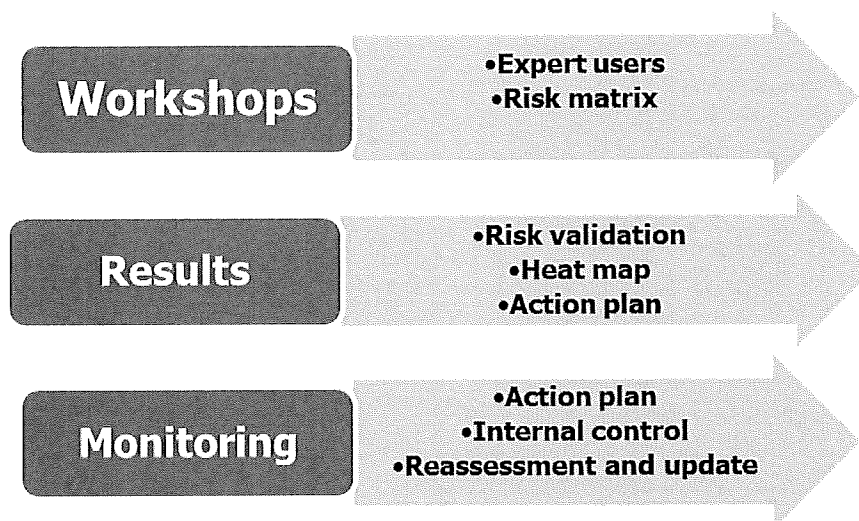 Workshops
•Expert users
•Risk matrix
Results
•Risk validation
•Heat map
•Action plan
Monitoring
•Action plan
•Internal control
•Reassessment and update